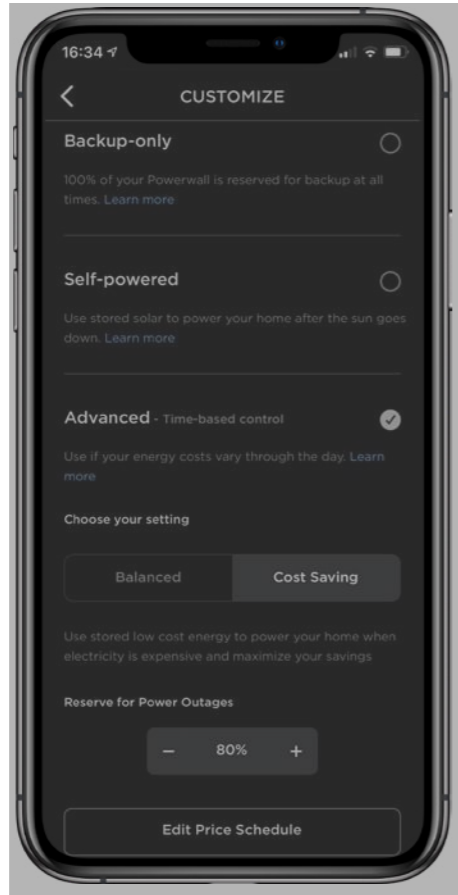 16:34
CUSTOMIZE
Backup-only
100% of your Powerwall is reserved for backup at all
times. Learn more
Self-powered
Use stored solar to power your home after the sun goes
down. Learn more
Advanced - Time-based control
Use if your energy costs vary through the day. Learn
more
Choose your setting
Balanced
Cost Saving
Use stored low cost energy to power your home when
electricity is expensive and maximize your savings
Reserve for Power Outages
− 80% +
Edit Price Schedule